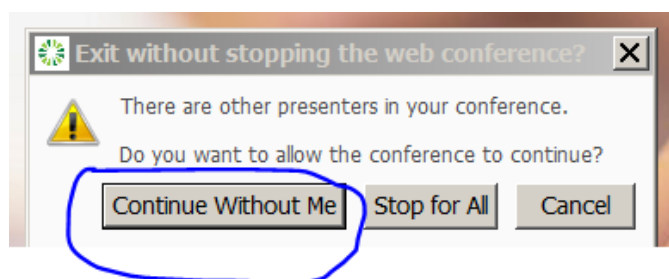 Exit without stopping the web conference?
There are other presenters in your conference.
Do you want to allow the conference to continue?
Continue Without Me Stop for All Cancel